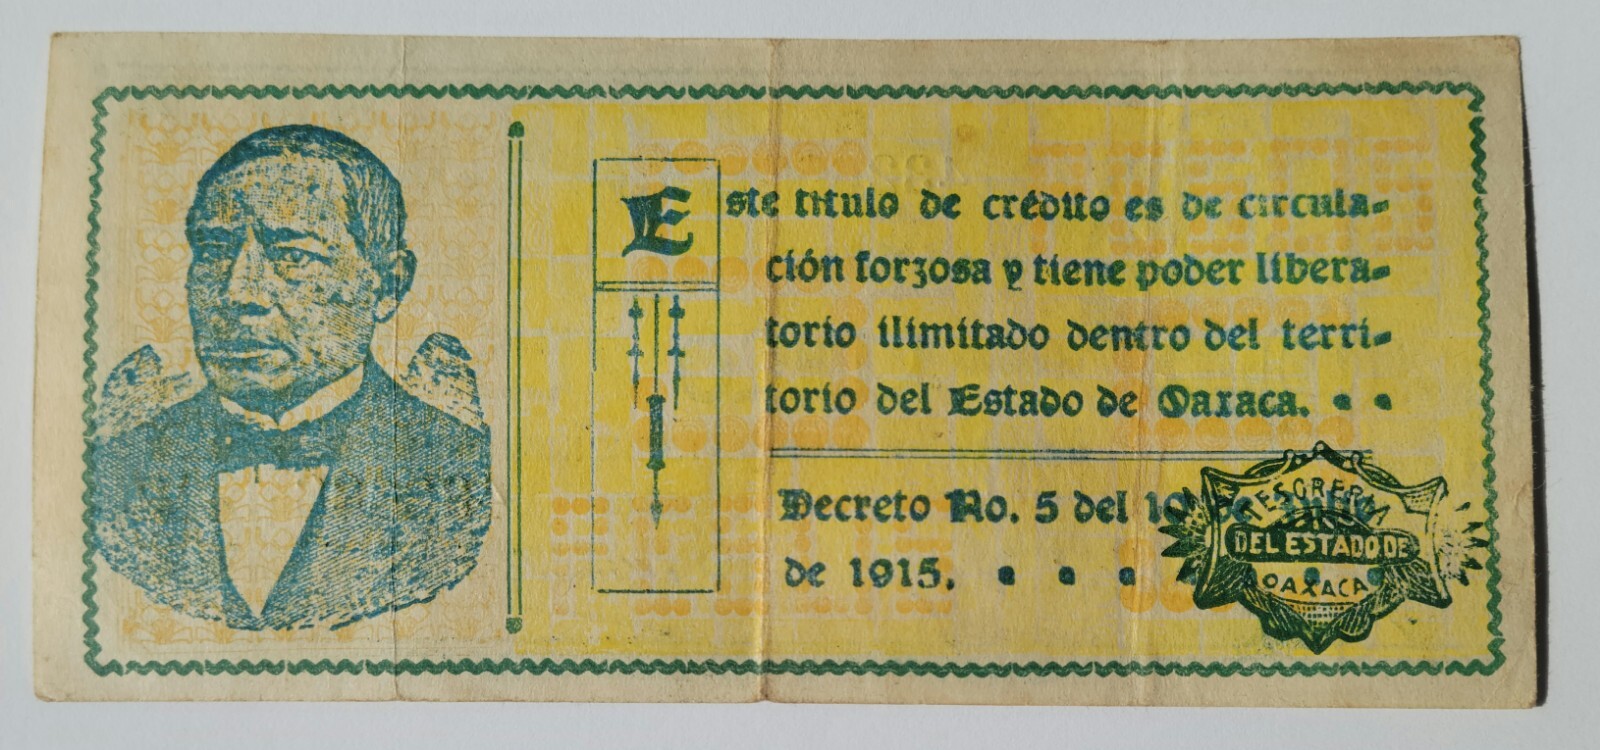 Este titulo de crédito es de circula-
ción forzosa y tiene poder libera-
torio ilimitado dentro del terri-
torio del Estado de Oaxaca.
Decreto No. 5 del 10
de 1915.
TESORERIA
DEL ESTADO DE
OAXACA